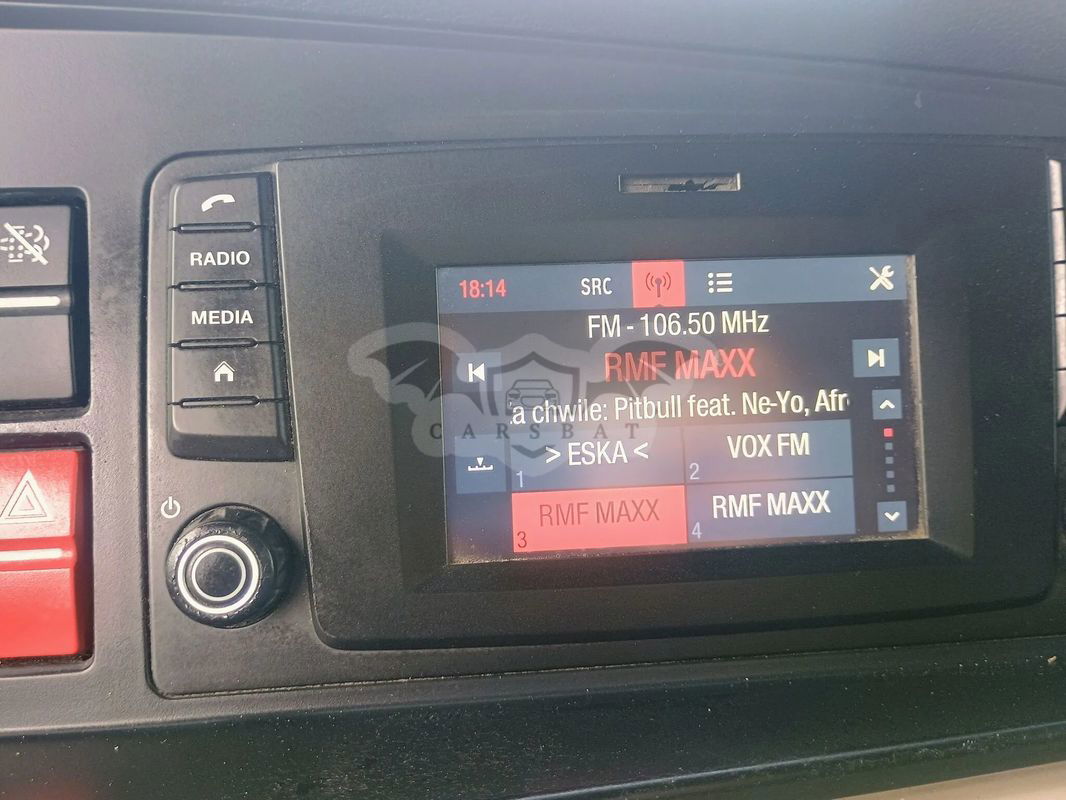 RADIO
MEDIA
18:14 SRC
FM - 106.50 MHz
RMF MAXX
chwile: Pitbull feat. Ne-Yo, Afr
CARSBAT
> ESKA <
1
VOX FM
2
RMF MAXX
3
RMF MAXX
4